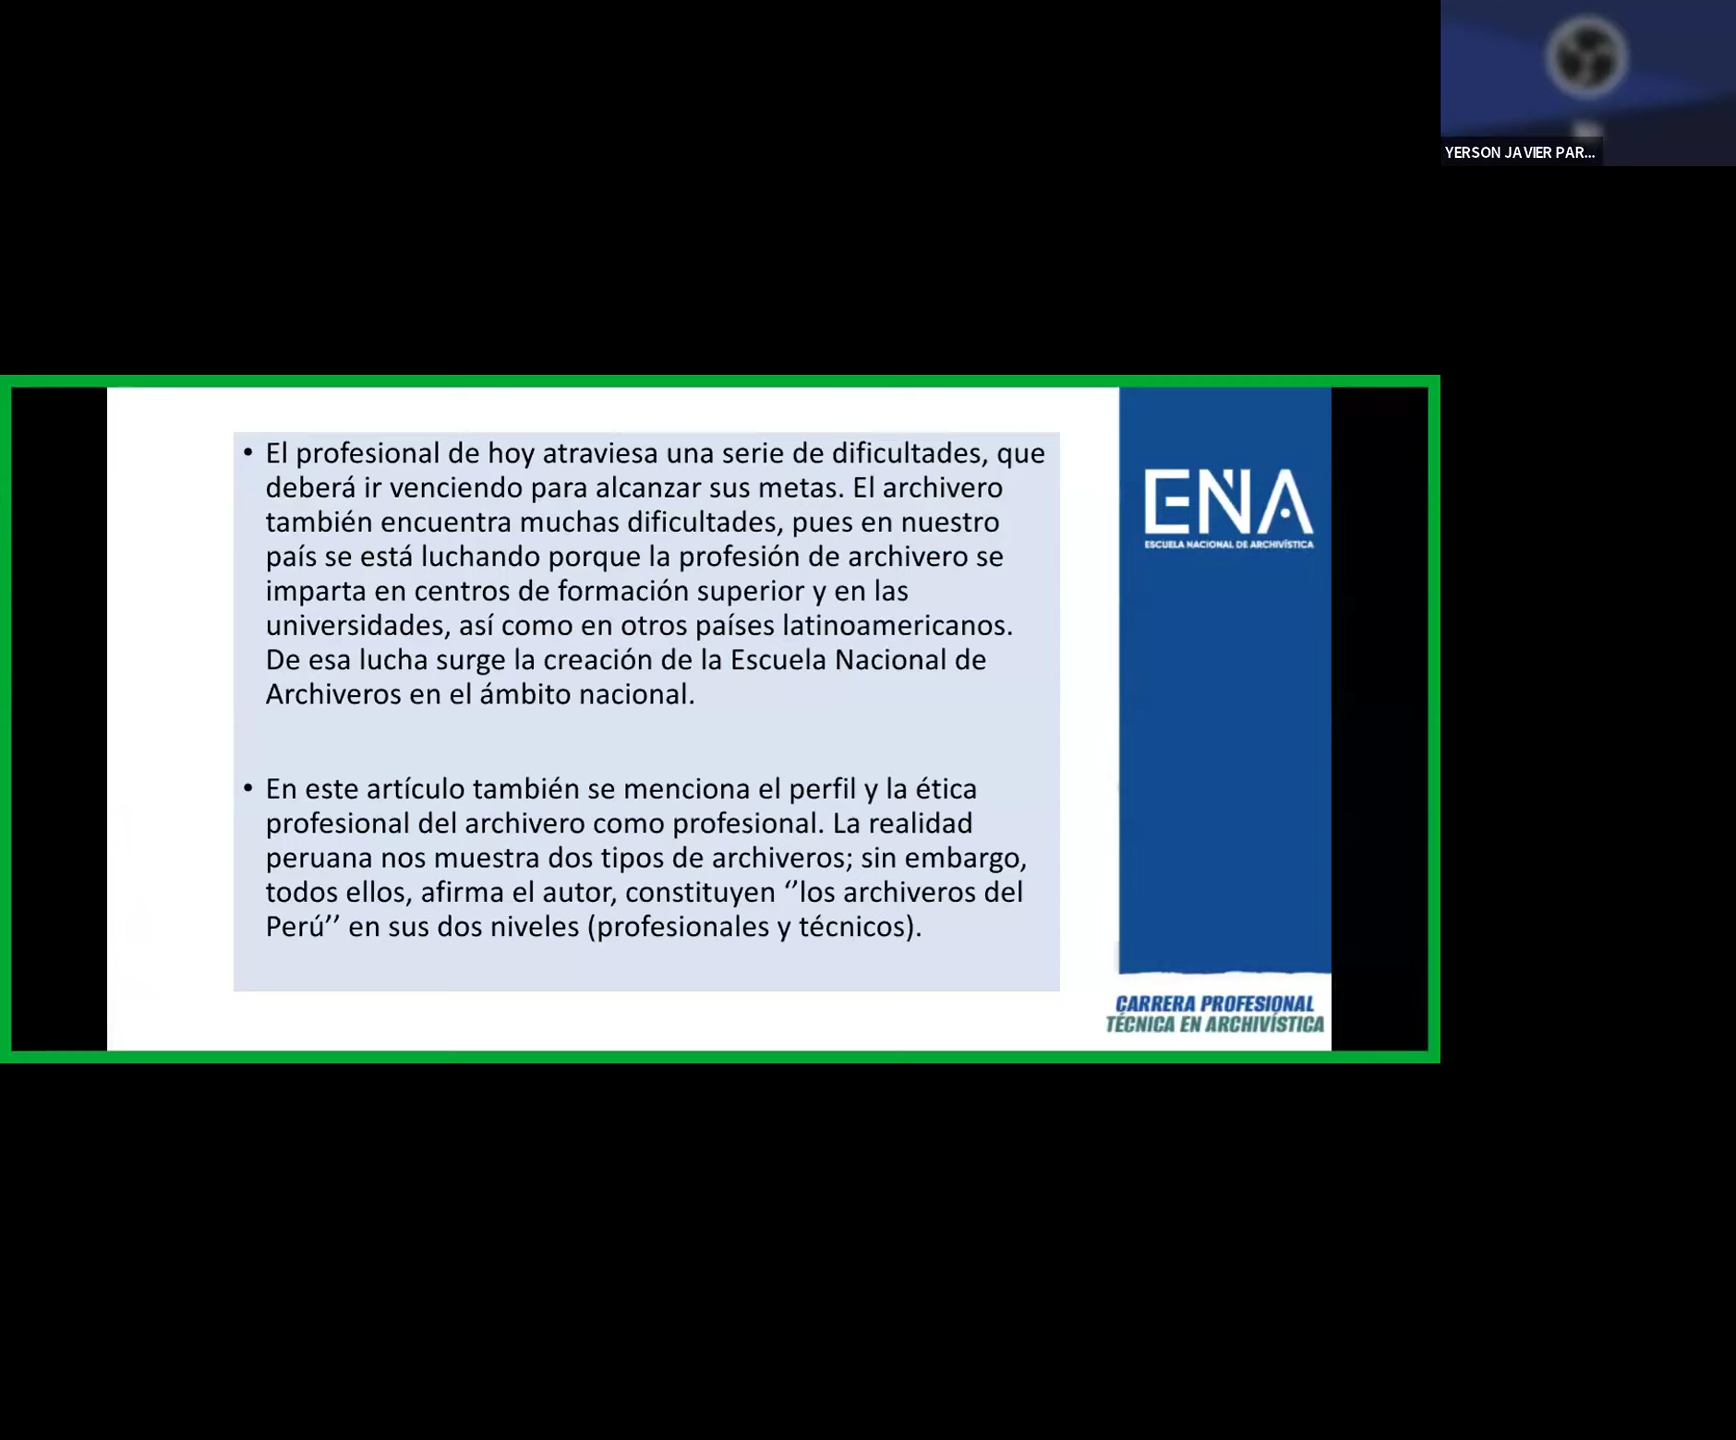 YERSON JAVIER PAR...
• El profesional de hoy atraviesa una serie de dificultades, que
deberá ir venciendo para alcanzar sus metas. El archivero
también encuentra muchas dificultades, pues en nuestro
país se está luchando porque la profesión de archivero se
imparta en centros de formación superior y en las
universidades, así como en otros países latinoamericanos.
De esa lucha surge la creación de la Escuela Nacional de
Archiveros en el ámbito nacional.
• En este artículo también se menciona el perfil y la ética
profesional del archivero como profesional. La realidad
peruana nos muestra dos tipos de archiveros; sin embargo,
todos ellos, afirma el autor, constituyen ‘’los archiveros del
Perú’’ en sus dos niveles (profesionales y técnicos).
ENA
ESCUELA NACIONAL DE ARCHIVÍSTICA
CARRERA PROFESIONAL
TÉCNICA EN ARCHIVÍSTICA